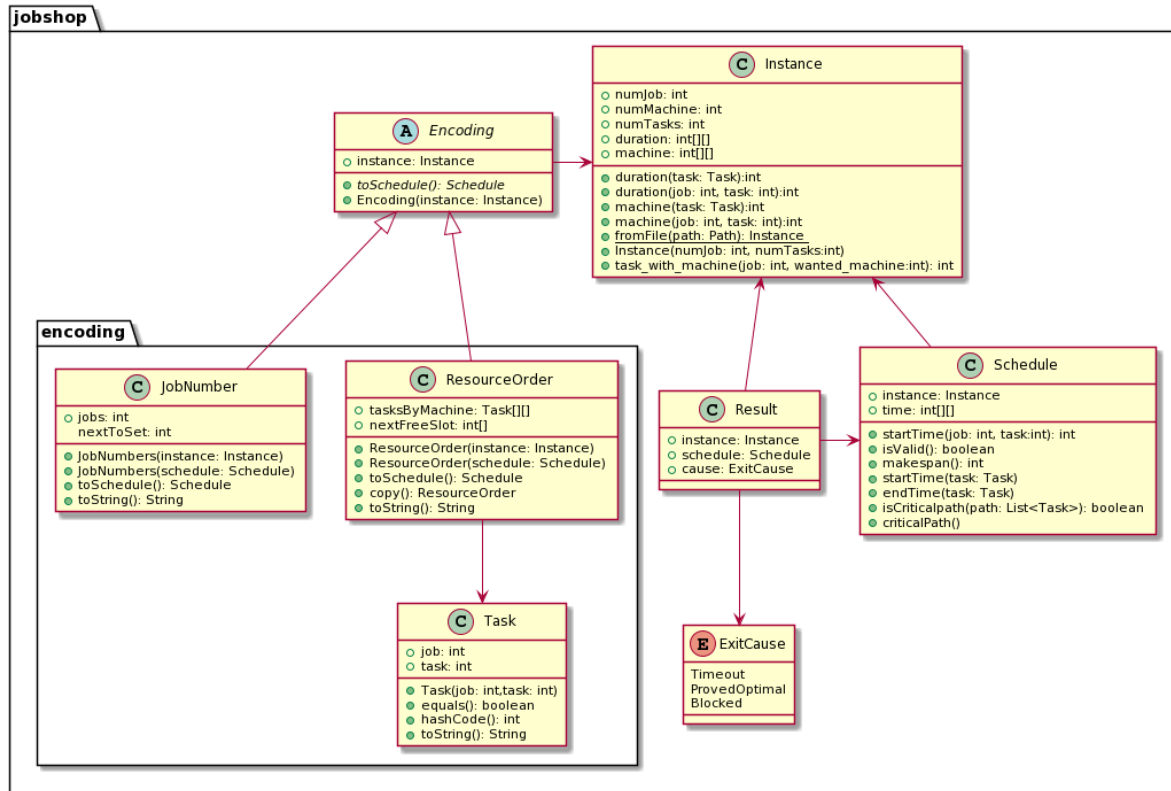 jobshop
C Instance
numJob: int
numMachine: int
numTasks: int
duration: int[][]
machine: int[][]
duration(task: Task):int
duration(job: int, task: int):int
machine(task: Task):int
machine(job: int, task: int):int
fromFile(path: Path): Instance
Instance(numJob: int, numTasks:int)
task_with_machine(job: int, wanted_machine:int): int
A Encoding
instance: Instance
toSchedule(): Schedule
Encoding(instance: Instance)
encoding
C JobNumber
jobs: int
nextToSet: int
JobNumbers(instance: Instance)
JobNumbers(schedule: Schedule)
toSchedule(): Schedule
toString(): String
C ResourceOrder
tasksByMachine: Task[][]
nextFreeSlot: int[]
ResourceOrder(instance: Instance)
ResourceOrder(schedule: Schedule)
toSchedule(): Schedule
copy(): ResourceOrder
toString(): String
C Result
instance: Instance
schedule: Schedule
cause: ExitCause
C Schedule
instance: Instance
time: int[][]
startTime(job: int, task:int): int
isValid(): boolean
makespan(): int
startTime(task: Task)
endTime(task: Task)
isCriticalpath(path: List<Task>): boolean
criticalPath()
C Task
job: int
task: int
Task(job: int,task: int)
equals(): boolean
hashCode(): int
toString(): String
E ExitCause
Timeout
ProvedOptimal
Blocked